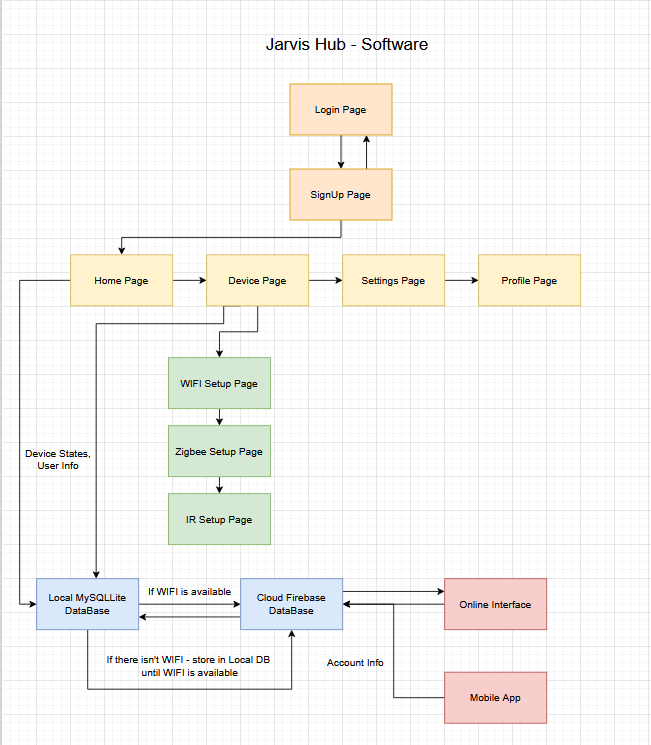 Jarvis Hub - Software
Login Page
SignUp Page
Home Page
Device Page
Settings Page
Profile Page
WIFI Setup Page
Device States,
User Info
Zigbee Setup Page
IR Setup Page
Local MySQLLite
DataBase
If WIFI is available
Cloud Firebase
DataBase
Online Interface
If there isn't WIFI - store in Local DB
until WIFI is available
Account Info
Mobile App